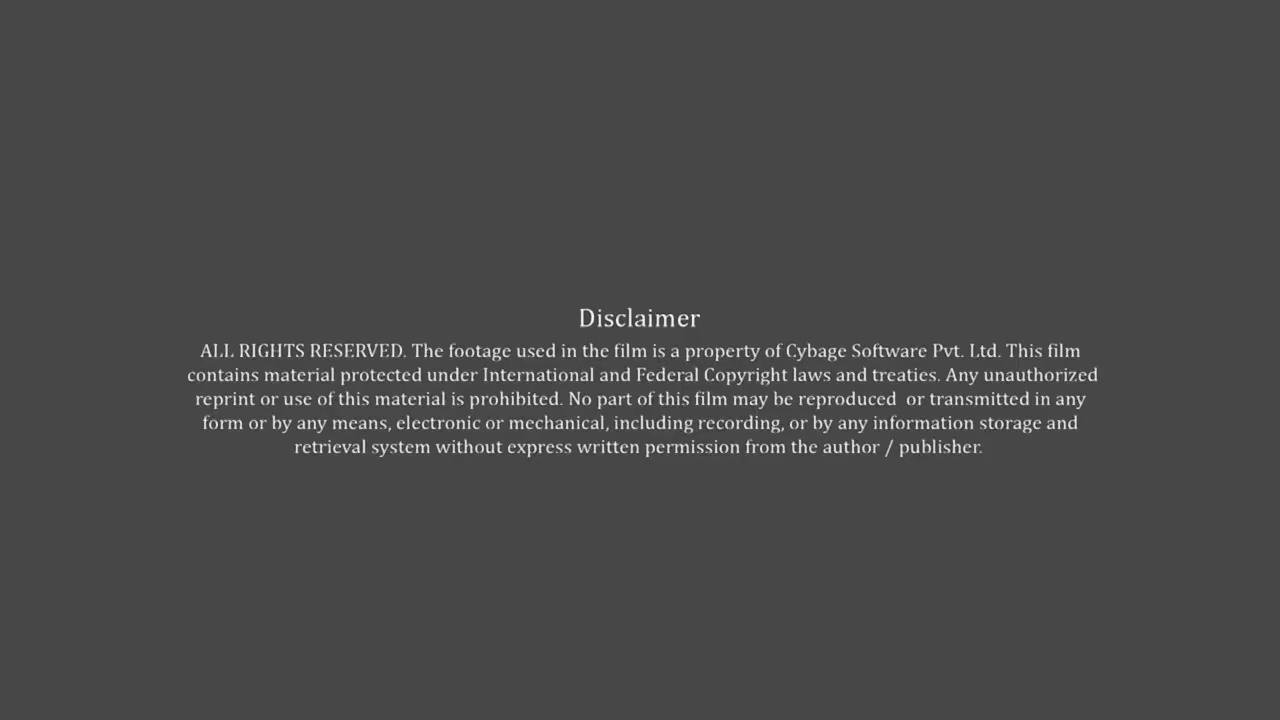 Disclaimer
ALL RIGHTS RESERVED. The footage used in the film is a property of Cybage Software Pvt. Ltd. This film
contains material protected under International and Federal Copyright laws and treaties. Any unauthorized
reprint or use of this material is prohibited. No part of this film may be reproduced  or transmitted in any
form or by any means, electronic or mechanical, including recording, or by any information storage and
retrieval system without express written permission from the author / publisher.